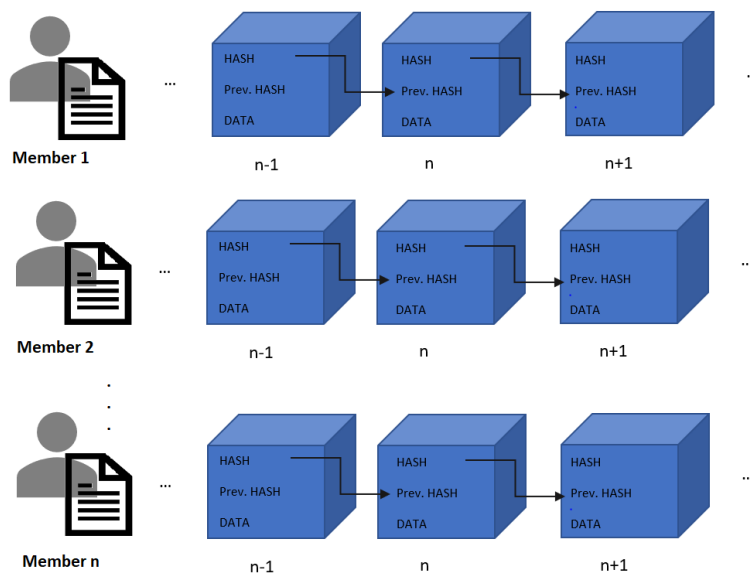 ... HASH HASH HASH .
Prev. HASH Prev. HASH Prev. HASH
DATA DATA DATA
Member 1
n-1 n n+1
... HASH HASH HASH ..
Prev. HASH Prev. HASH Prev. HASH
DATA DATA DATA
Member 2
n-1 n n+1
.
.
.
... HASH HASH HASH ..
Prev. HASH Prev. HASH Prev. HASH
DATA DATA DATA
Member n
n-1 n n+1